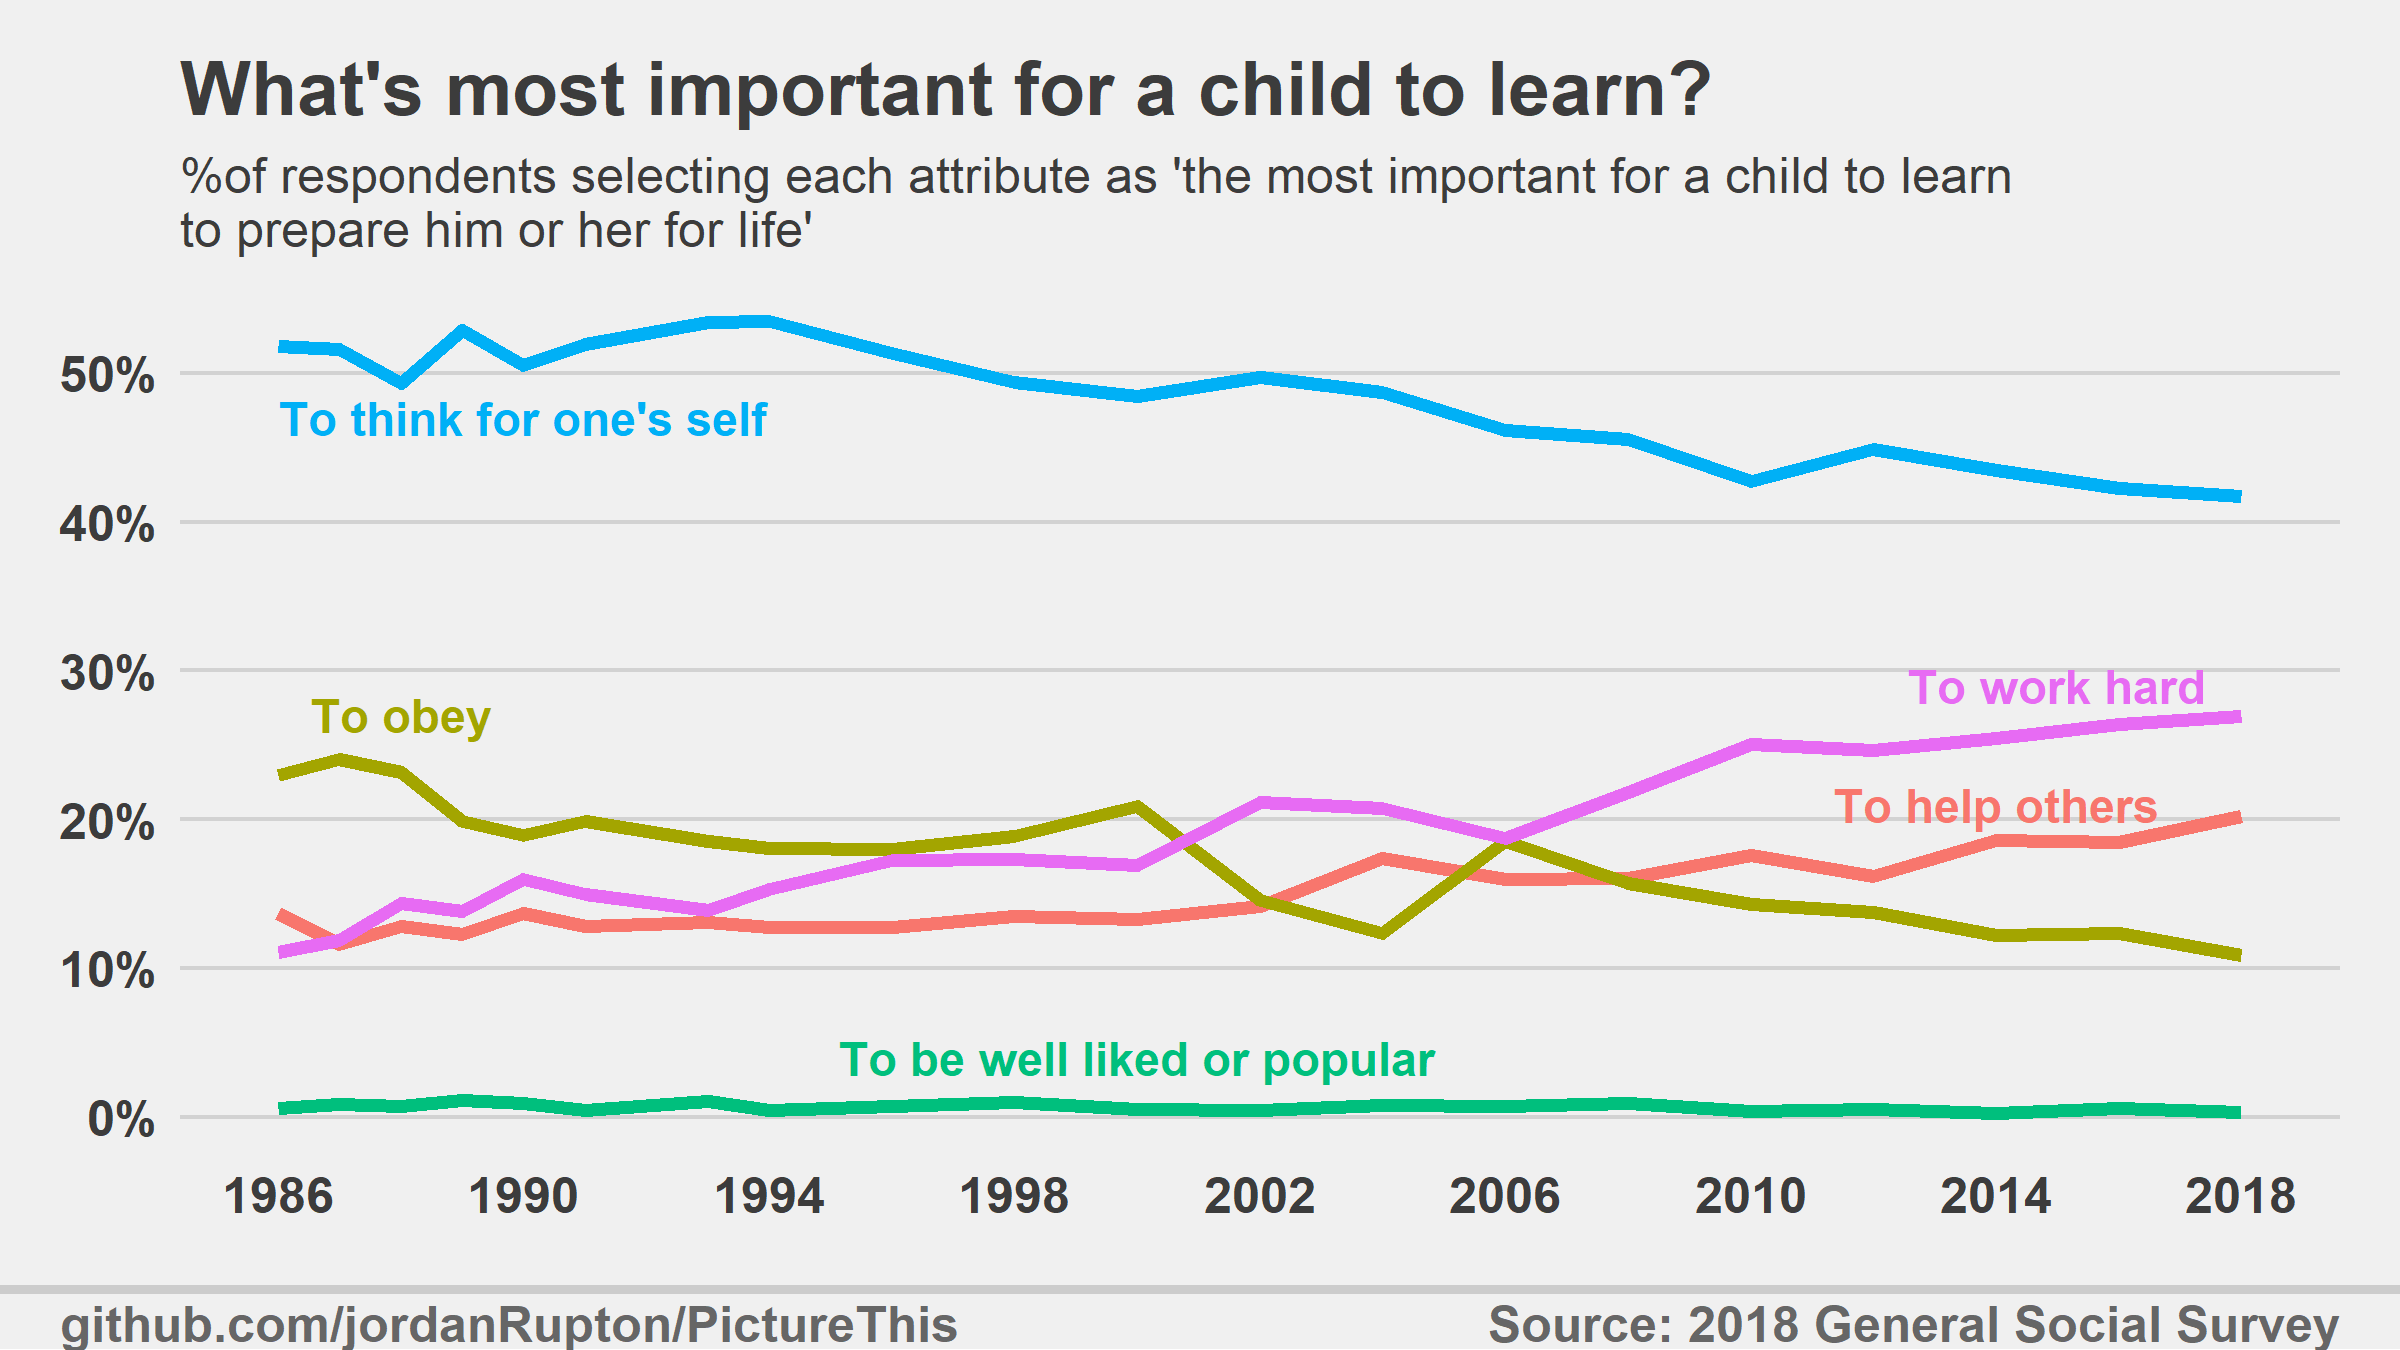 What's most important for a child to learn?
%of respondents selecting each attribute as 'the most important for a child to learn
to prepare him or her for life'
50%
To think for one's self
40%
30%
To work hard
To obey
To help others
20%
10%
To be well liked or popular
0%
1986 1990 1994 1998 2002 2006 2010 2014 2018
github.com/jordanRupton/PictureThis Source: 2018 General Social Survey